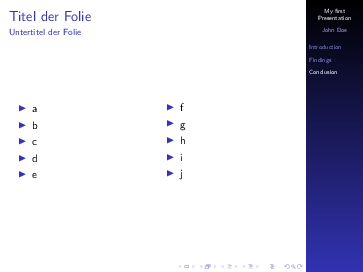 Titel der Folie
Untertitel der Folie
a
b
c
d
e
f
g
h
i
j
My first
Presentation
John Doe
Introduction
Findings
Conclusion